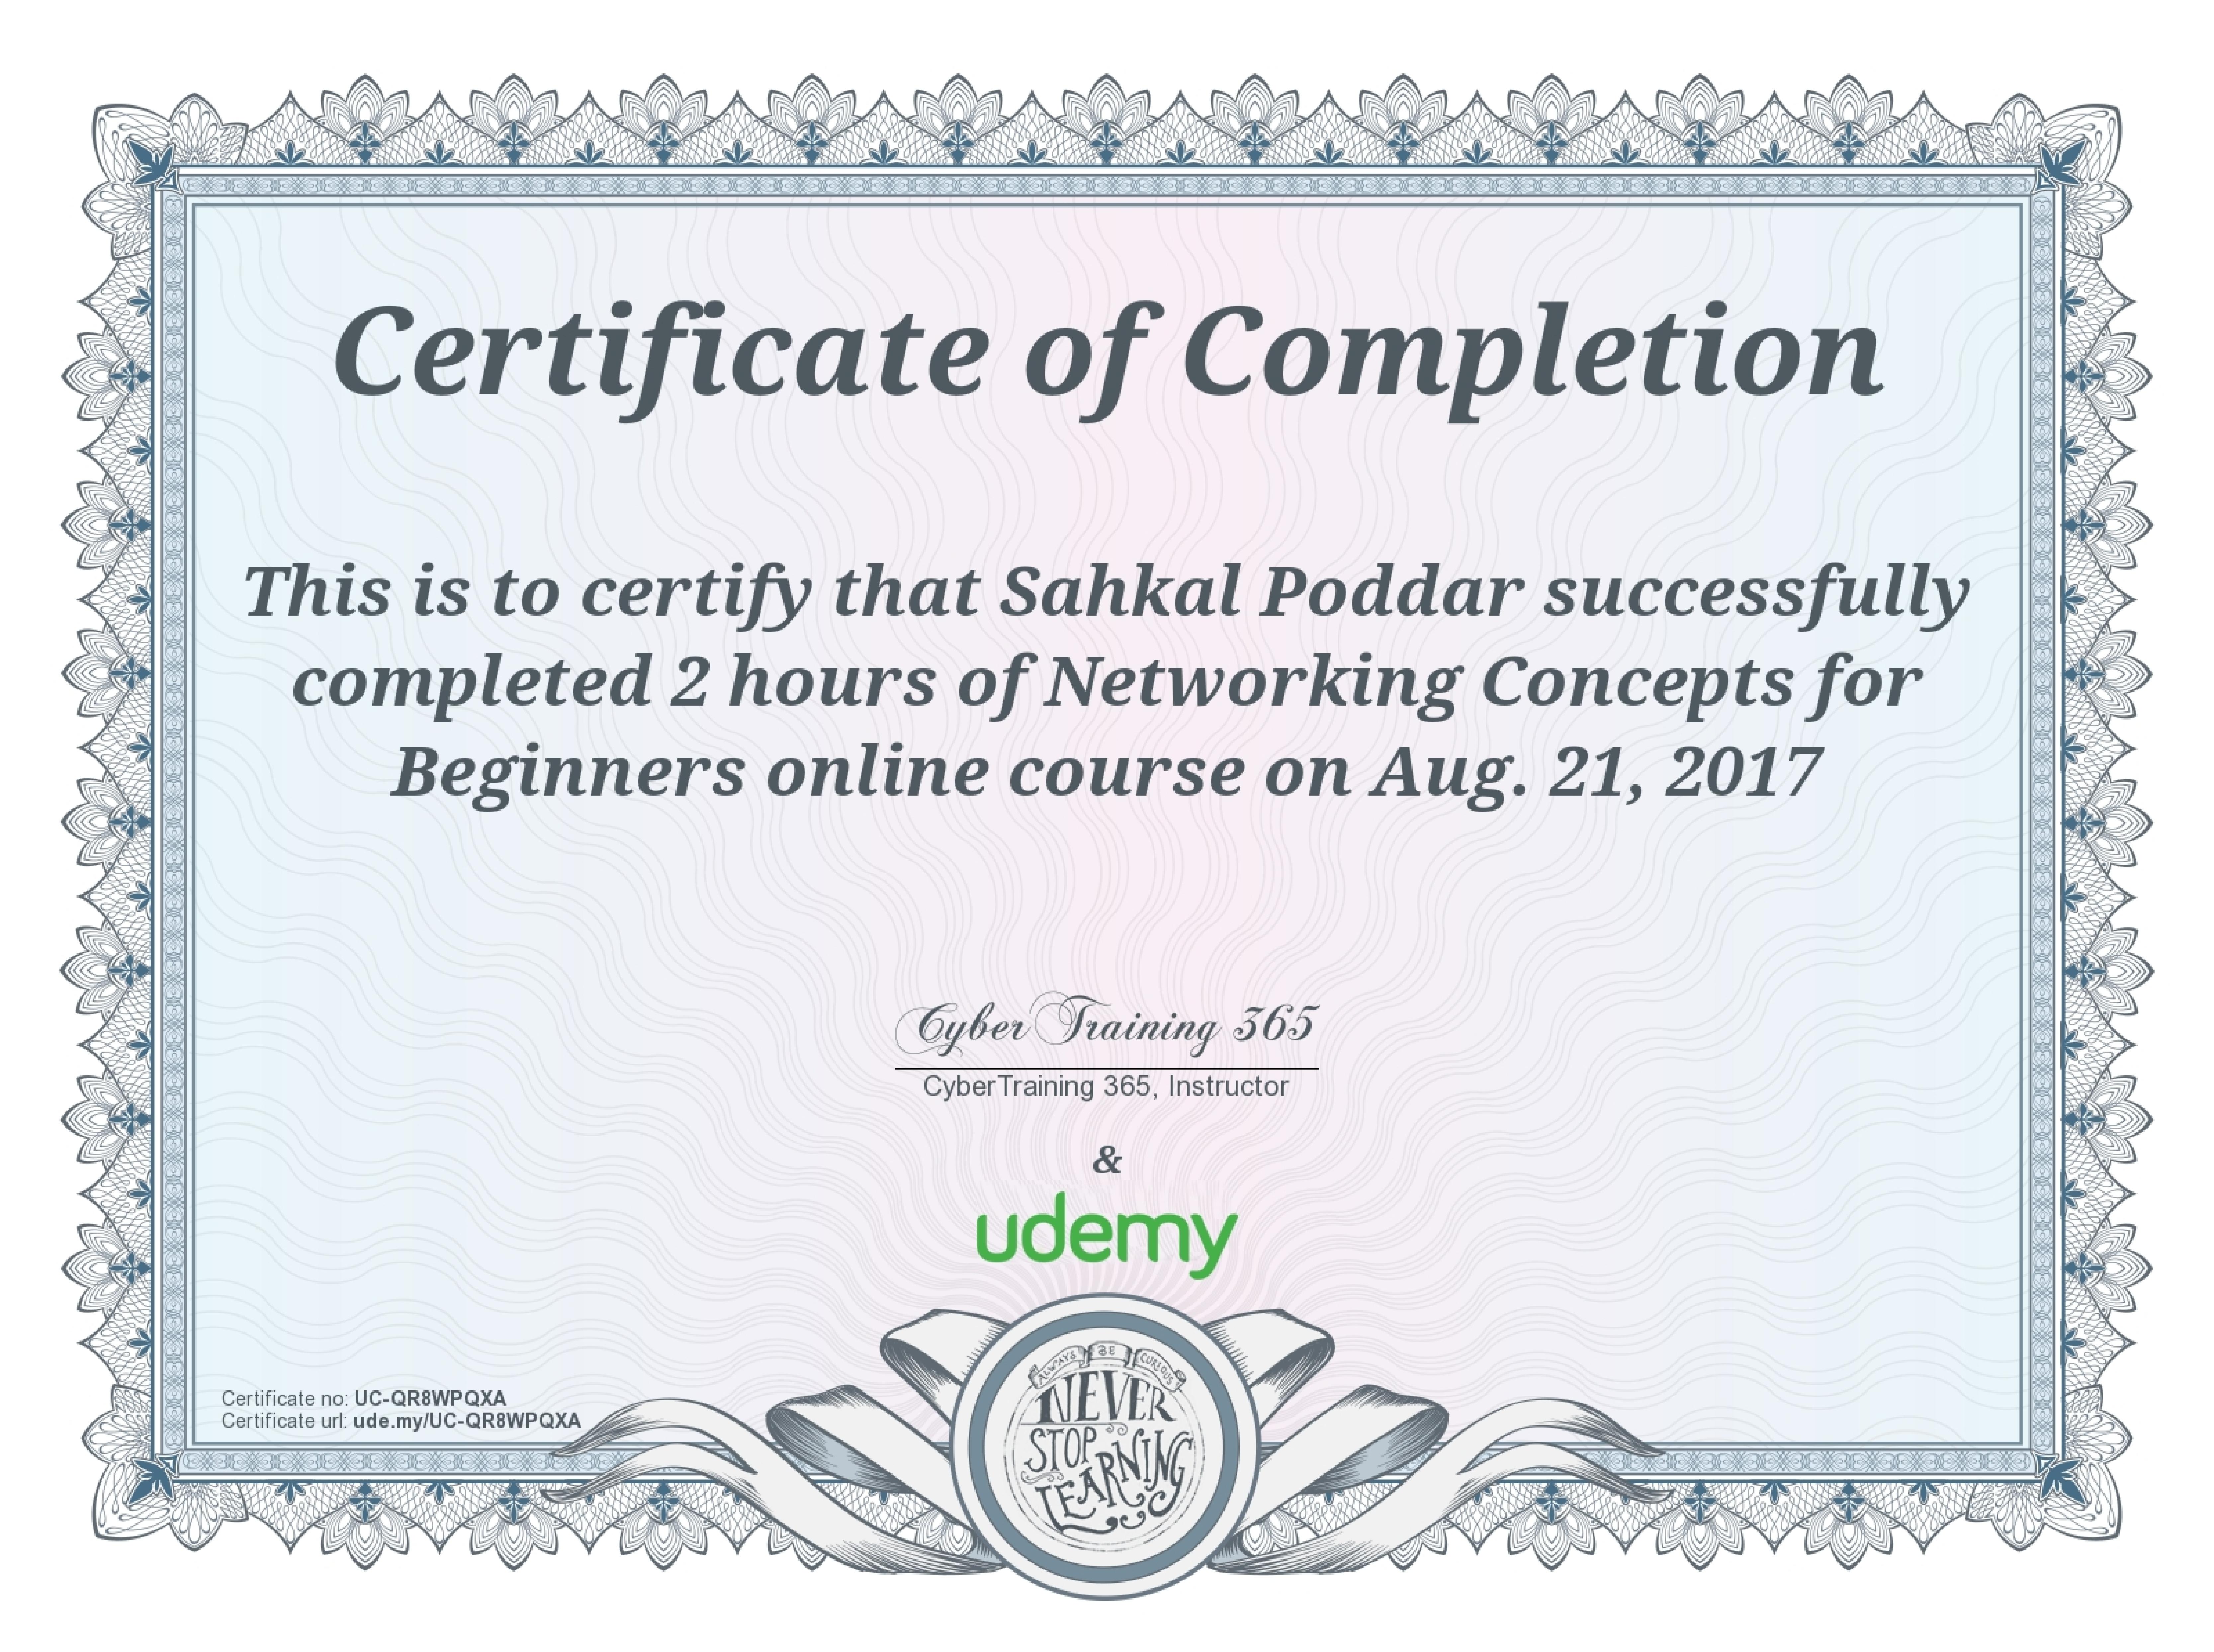 Certificate of Completion
This is to certify that Sahkal Poddar successfully
completed 2 hours of Networking Concepts for
Beginners online course on Aug. 21, 2017
Cyber Training 365
CyberTraining 365, Instructor
&
udemy
Certificate no: UC-QR8WPQXA
Certificate url: ude.my/UC-QR8WPQXA
ALWAYS BE CURIOUS
NEVER
STOP
LEARNING